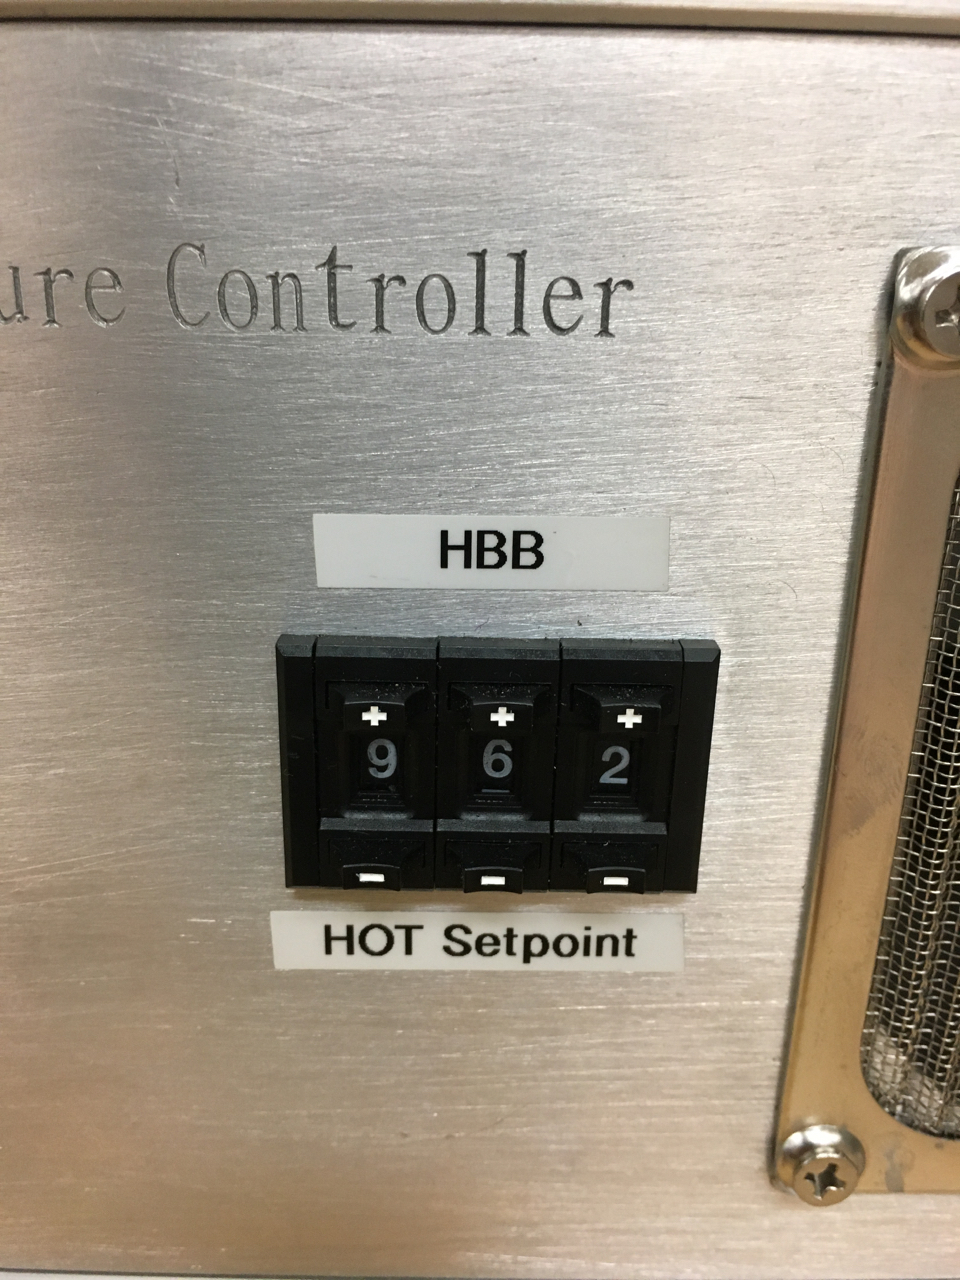 ure Controller
HBB
+ + +
9 6 2
- - -
HOT Setpoint